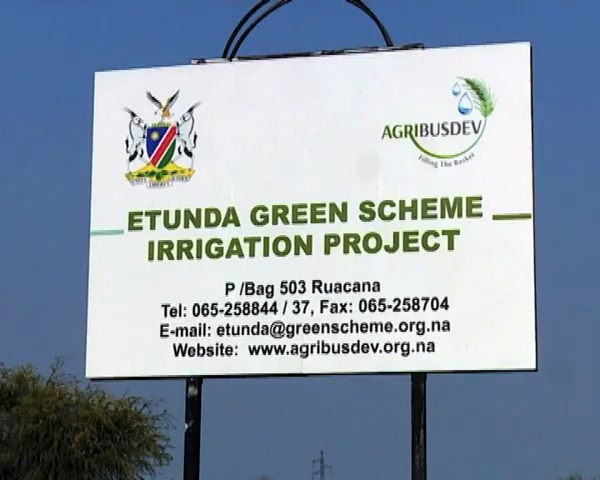 AGRIBUSDEV
Filling The Basket
ETUNDA GREEN SCHEME
IRRIGATION PROJECT
P /Bag 503 Ruacana
Tel: 065-258844 / 37, Fax: 065-258704
E-mail: etunda@greenscheme.org.na
Website: www.agribusdev.org.na